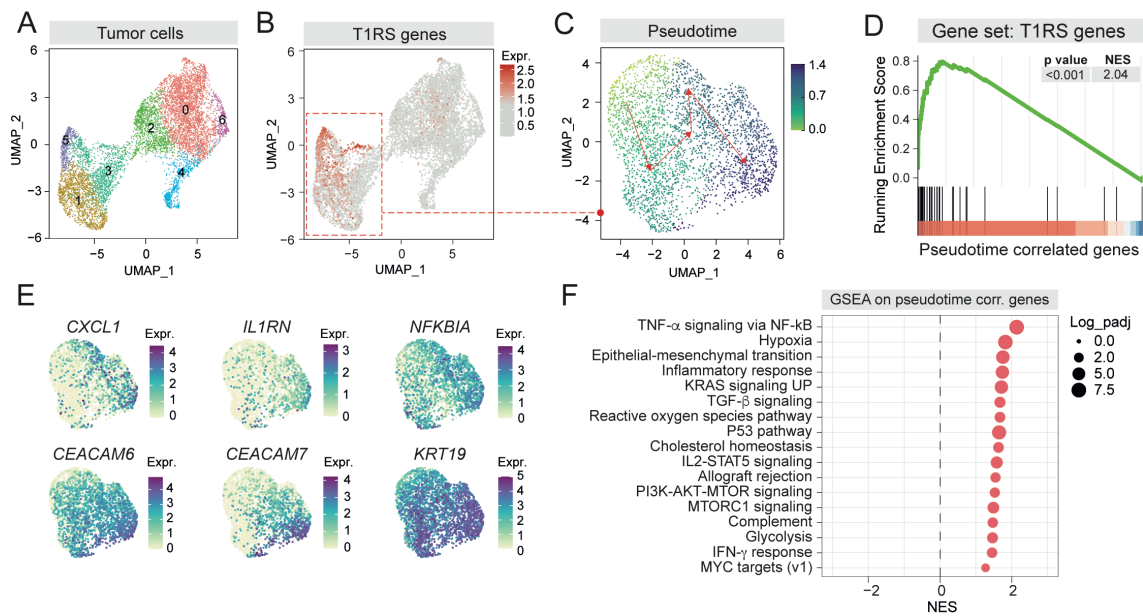 A
Tumor cells
6
3
0
−3
−6
UMAP_2
−5
0
5
UMAP_1
0
1
2
3
4
5
6
B
T1RS genes
Expr.
2.5
2.0
1.5
1.0
0.5
6
3
0
−3
−6
UMAP_2
−5
0
5
UMAP_1
C
Pseudotime
1.4
0.7
0.0
4
2
0
−2
−4
UMAP_2
−4
−2
0
2
4
6
UMAP_1
D
Gene set: T1RS genes
p value NES
<0.001 2.04
0.8
0.6
0.4
0.2
0.0
Running Enrichment Score
Pseudotime correlated genes
E
CXCL1
Expr.
4
3
2
1
0
IL1RN
Expr.
3
2
1
0
NFKBIA
Expr.
4
3
2
1
0
CEACAM6
Expr.
4
3
2
1
0
CEACAM7
Expr.
4
3
2
1
0
KRT19
Expr.
5
4
3
2
1
0
F
GSEA on pseudotime corr. genes
TNF-α signaling via NF-kB
Hypoxia
Epithelial-mesenchymal transition
Inflammatory response
KRAS signaling UP
TGF-β signaling
Reactive oxygen species pathway
P53 pathway
Cholesterol homeostasis
IL2-STAT5 signaling
Allograft rejection
PI3K-AKT-MTOR signaling
MTORC1 signaling
Complement
Glycolysis
IFN-γ response
MYC targets (v1)
−2
0
2
NES
Log_padj
0.0
2.0
5.0
7.5